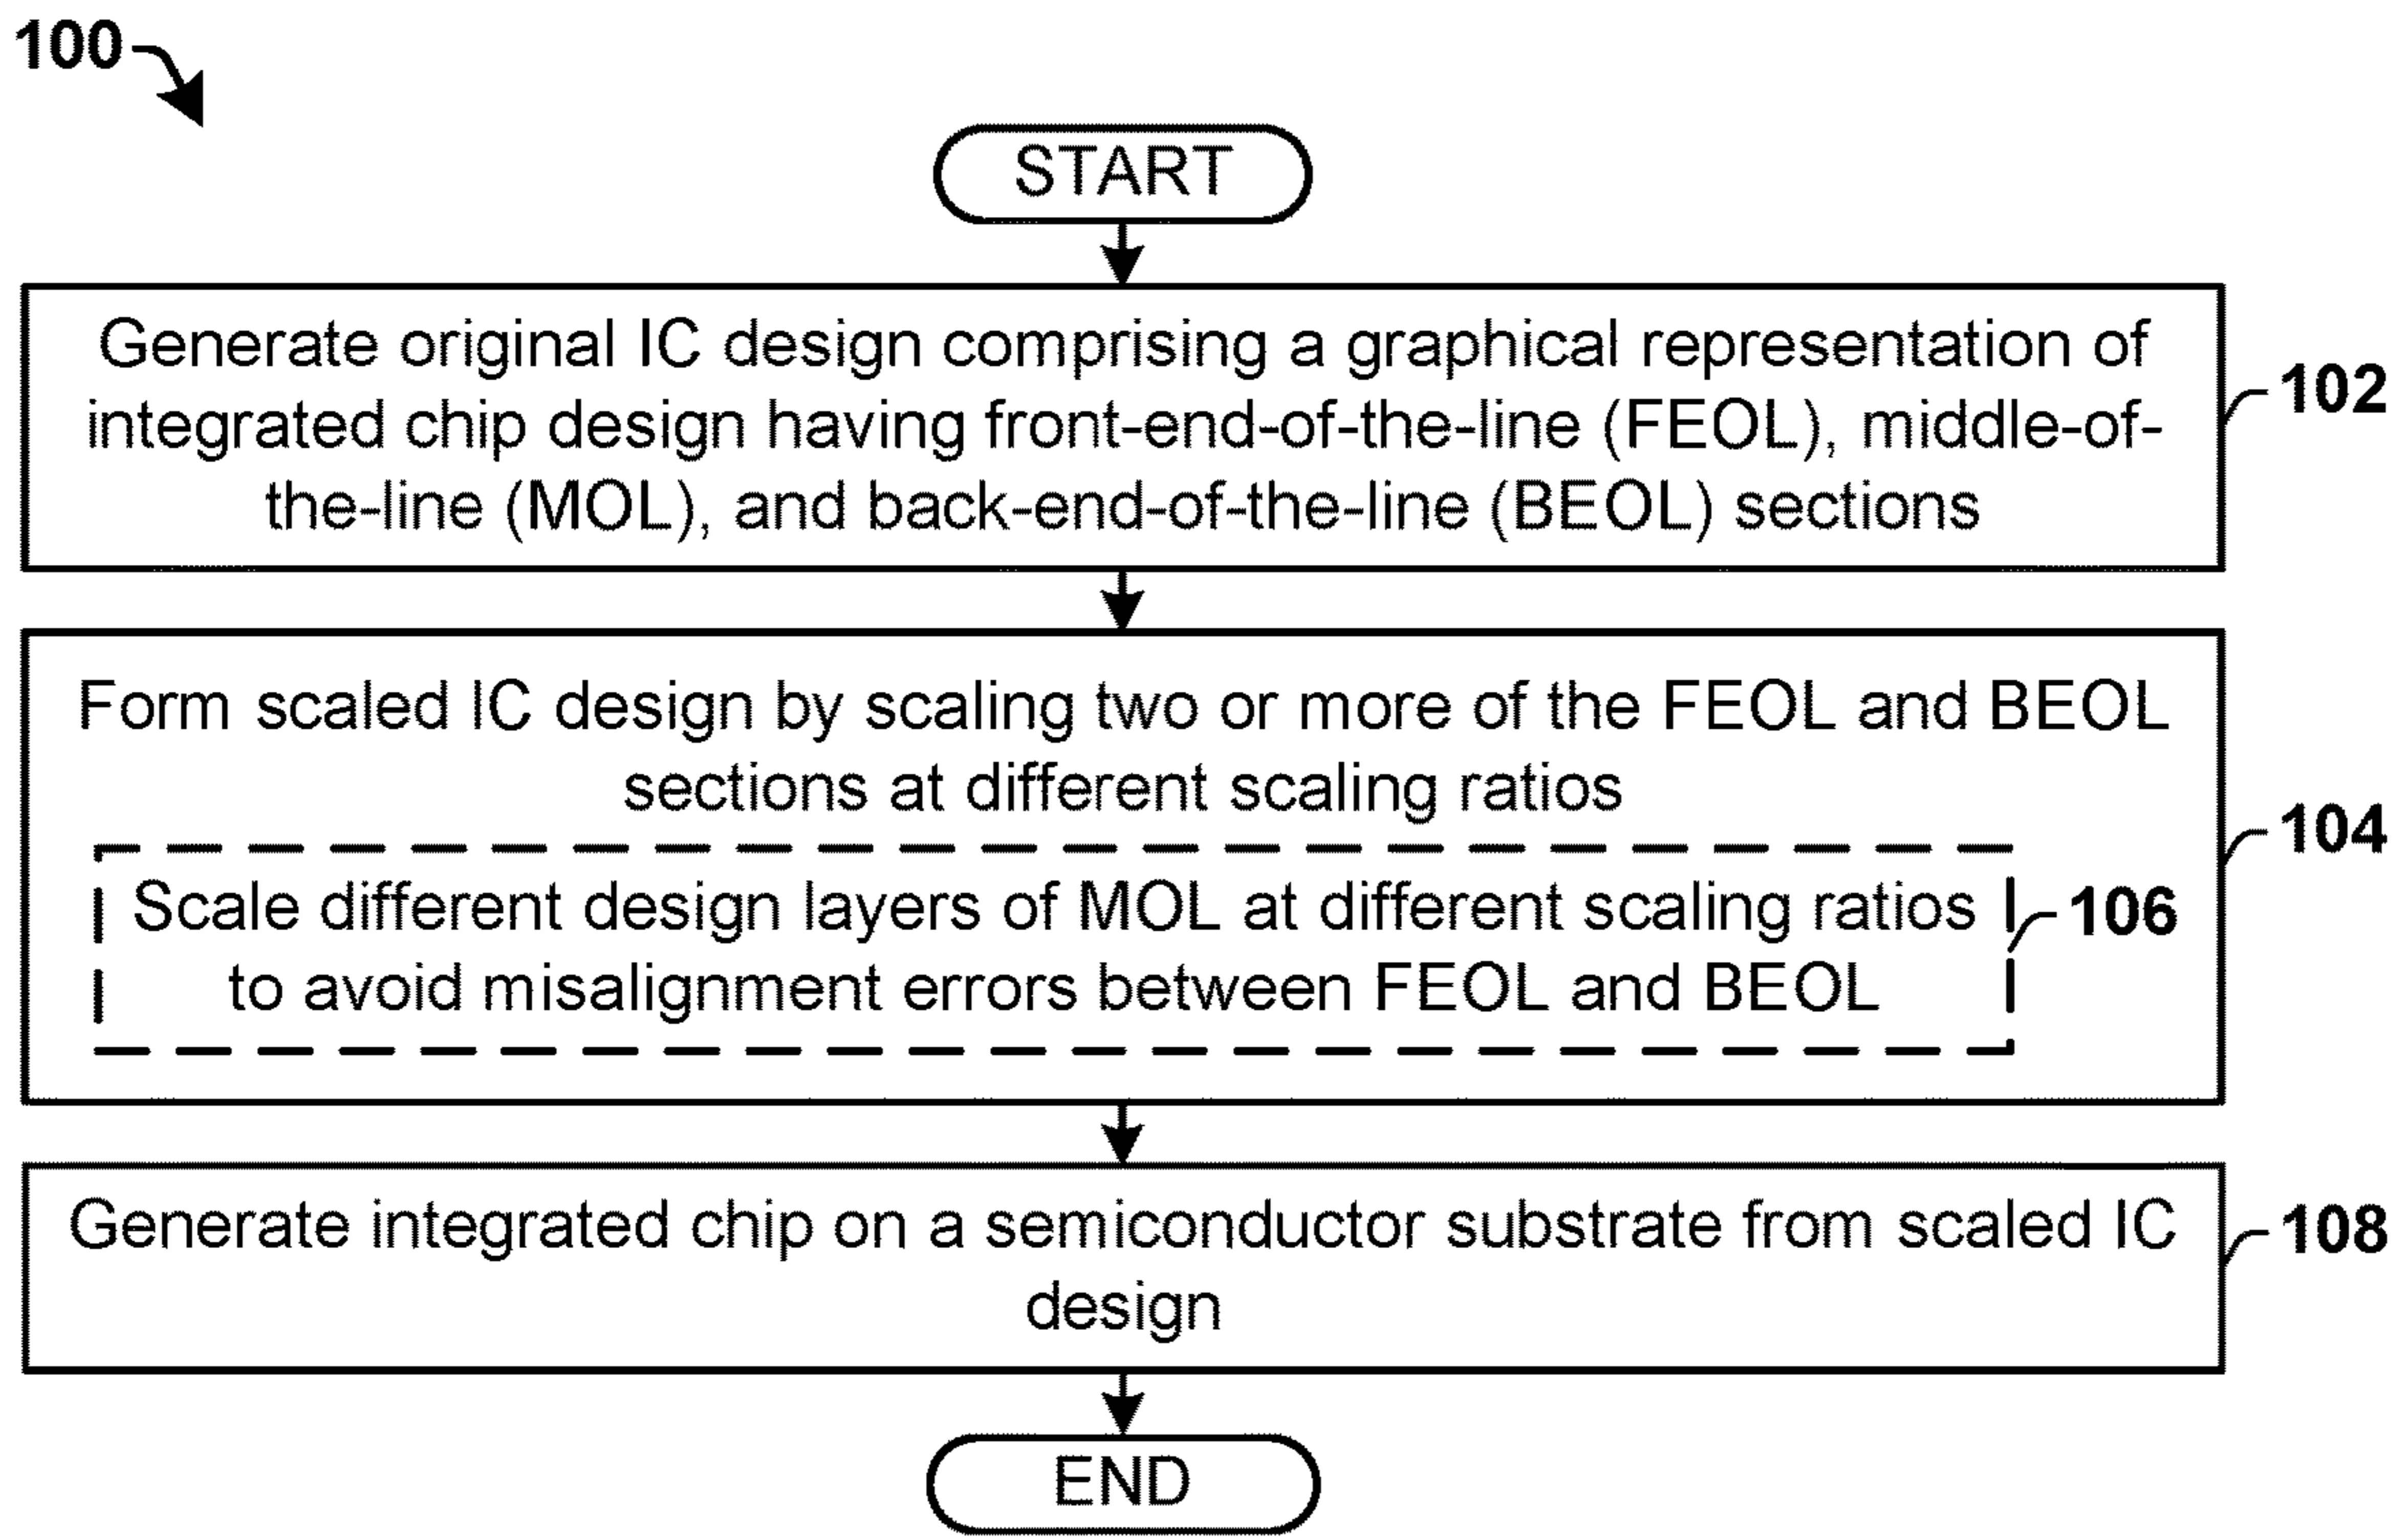 100
START
Generate original IC design comprising a graphical representation of
integrated chip design having front-end-of-the-line (FEOL), middle-of-
the-line (MOL), and back-end-of-the-line (BEOL) sections
102
Form scaled IC design by scaling two or more of the FEOL and BEOL
sections at different scaling ratios
104
Scale different design layers of MOL at different scaling ratios
to avoid misalignment errors between FEOL and BEOL
106
Generate integrated chip on a semiconductor substrate from scaled IC
design
108
END